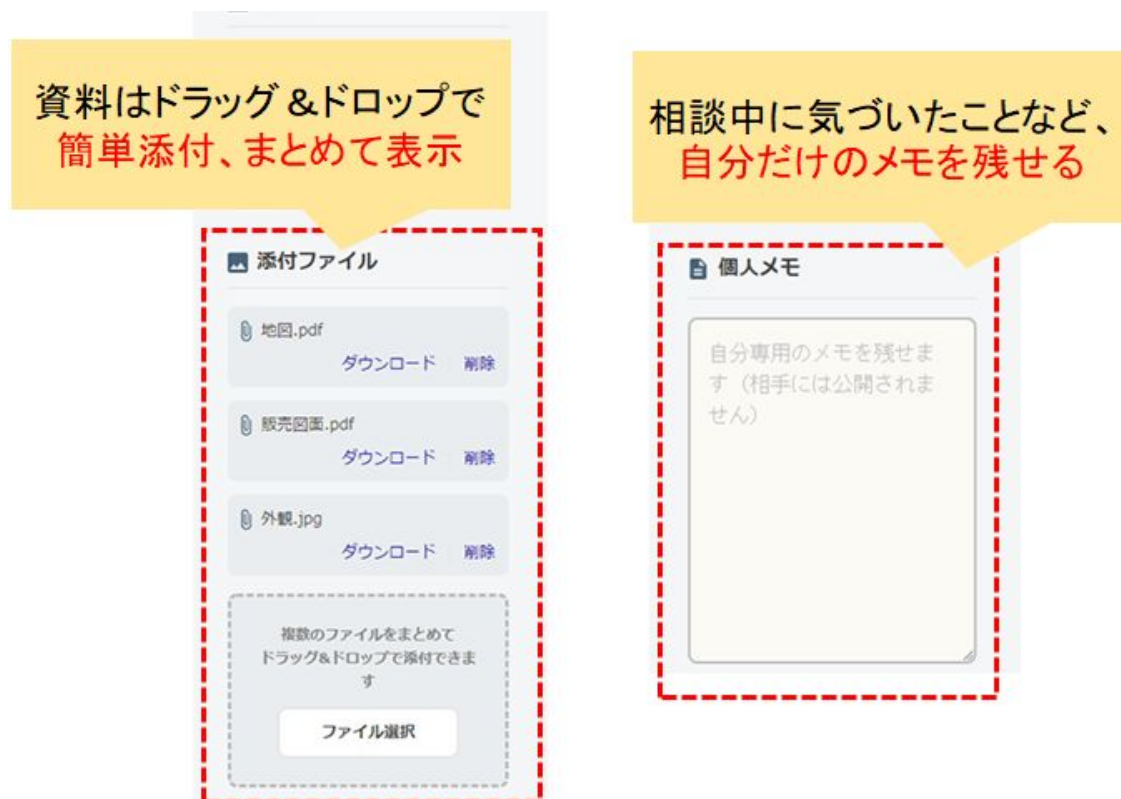 資料はドラッグ&ドロップで
簡単添付、まとめて表示
添付ファイル
地図.pdf
ダウンロード 削除
販売図面.pdf
ダウンロード 削除
外観.jpg
ダウンロード 削除
複数のファイルをまとめて
ドラッグ&ドロップで添付できま
す
ファイル選択
相談中に気づいたことなど、
自分だけのメモを残せる
個人メモ
自分専用のメモを残せま
す（相手には公開されま
せん）